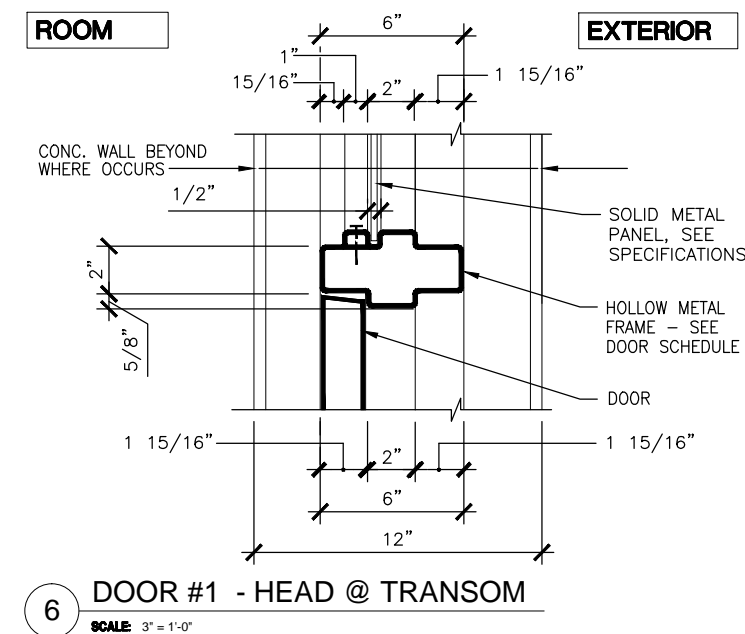 ROOM
6"
EXTERIOR
1"
15/16"
2"
1 15/16"
CONC. WALL BEYOND
WHERE OCCURS
1/2"
SOLID METAL
PANEL, SEE
SPECIFICATIONS
2"
5/8"
HOLLOW METAL
FRAME – SEE
DOOR SCHEDULE
DOOR
1 15/16"
2"
1 15/16"
6"
12"
6
DOOR #1 - HEAD @ TRANSOM
SCALE: 3" = 1'-0"